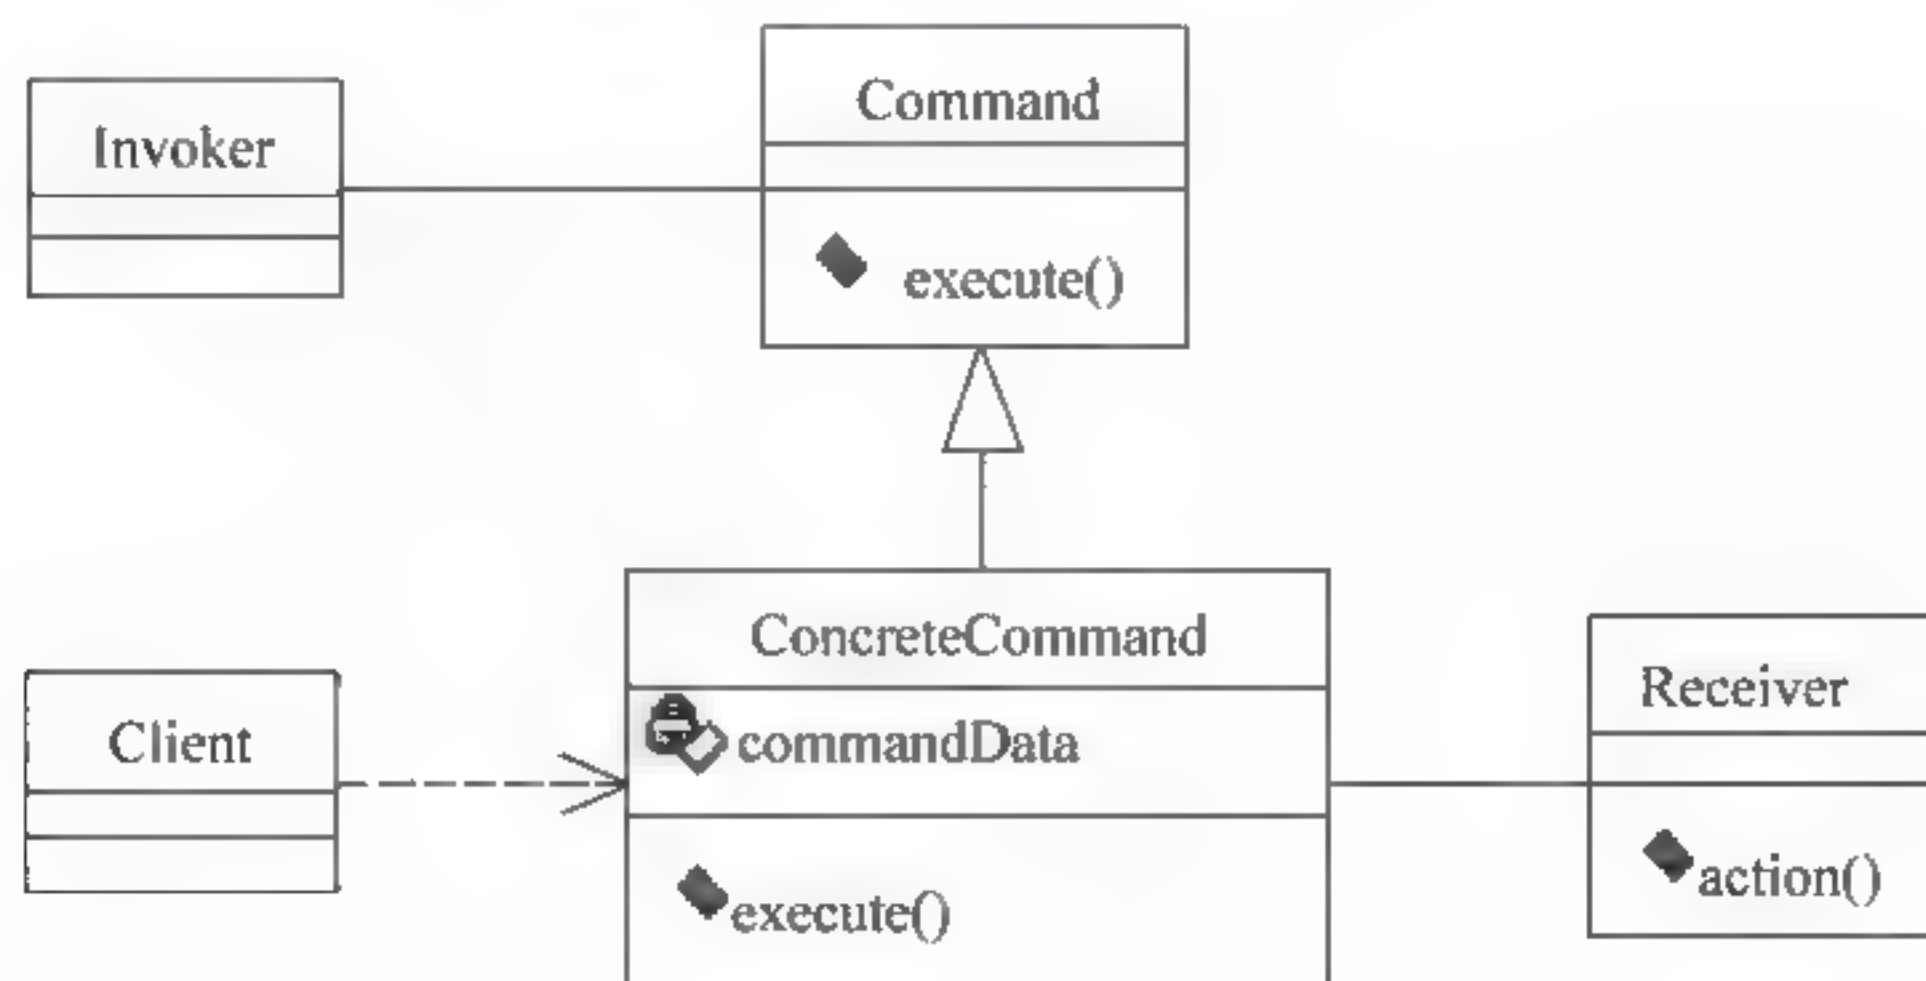 Command
Invoker
execute()
ConcreteCommand
Receiver
Client
commandData
action()
execute()